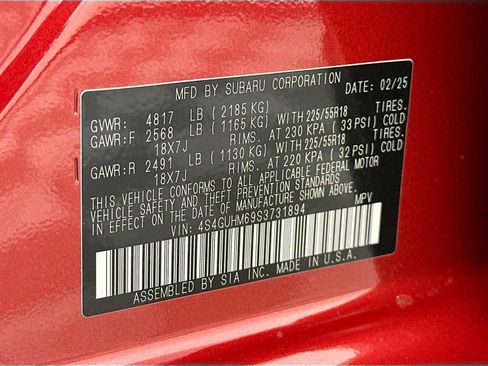 MFD BY SUBARU CORPORATION DATE: 02/25
GVWR: 4817 LB (2185 KG)
GAWR:F 2568 LB (1165 KG) WITH 225/55R18 TIRES.
18X7J RIMS. AT 230 KPA (33 PSI) COLD
GAWR:R 2491 LB (1130 KG) WITH 225/55R18 TIRES.
18X7J RIMS. AT 220 KPA (32 PSI) COLD
THIS VEHICLE CONFORMS TO ALL APPLICABLE FEDERAL MOTOR
VEHICLE SAFETY AND THEFT PREVENTION STANDARDS
IN EFFECT ON THE DATE OF MANUFACTURE SHOWN ABOVE.
VIN: 4S4GUHM69S3731894 MPV
ASSEMBLED BY SIA INC. MADE IN U.S.A.